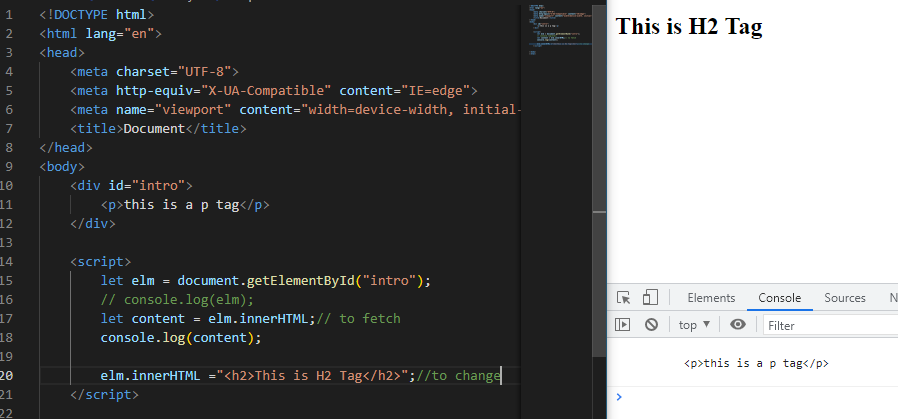 1 <!DOCTYPE html>
2 <html lang="en">
3 <head>
4 <meta charset="UTF-8">
5 <meta http-equiv="X-UA-Compatible" content="IE=edge">
6 <meta name="viewport" content="width=device-width, initial-
7 <title>Document</title>
8 </head>
9 <body>
10 <div id="intro">
11 <p>this is a p tag</p>
12 </div>
13
14 <script>
15 let elm = document.getElementById("intro");
16 // console.log(elm);
17 let content = elm.innerHTML;// to fetch
18 console.log(content);
19
20 elm.innerHTML ="<h2>This is H2 Tag</h2>";//to change
21 </script>
22
This is H2 Tag
Elements Console Sources N
top ▼ Filter
<p>this is a p tag</p>
>